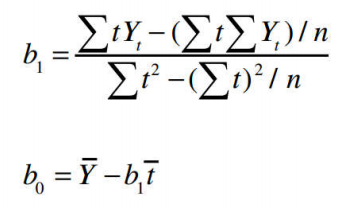 b₁ = (∑tYₜ − (∑t∑Yₜ) / n) / (∑t² − (∑t)² / n)
b₀ = Ȳ − b₁t̄